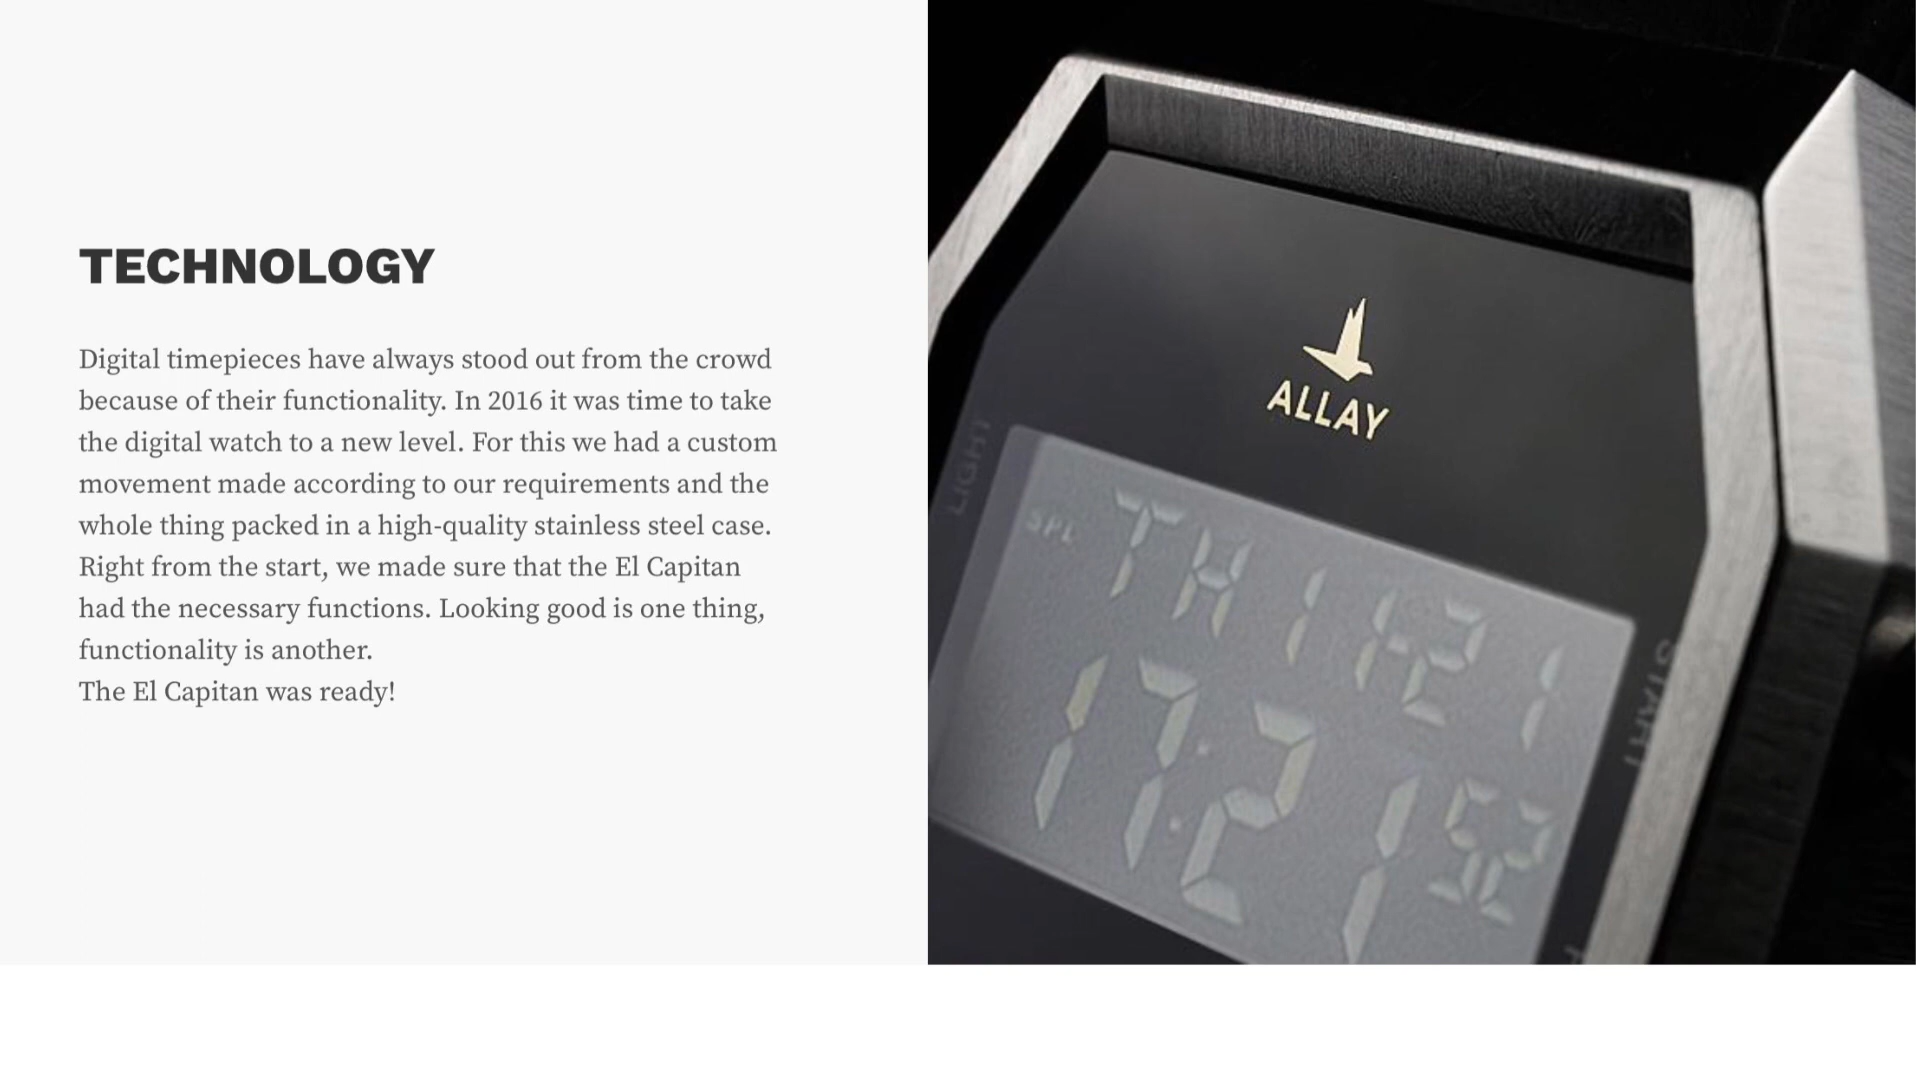 TECHNOLOGY
Digital timepieces have always stood out from the crowd
because of their functionality. In 2016 it was time to take
the digital watch to a new level. For this we had a custom
movement made according to our requirements and the
whole thing packed in a high-quality stainless steel case.
Right from the start, we made sure that the El Capitan
had the necessary functions. Looking good is one thing,
functionality is another.
The El Capitan was ready!
ALLAY
LIGHT
SPL
TH 1 12 1
17:21 58
START